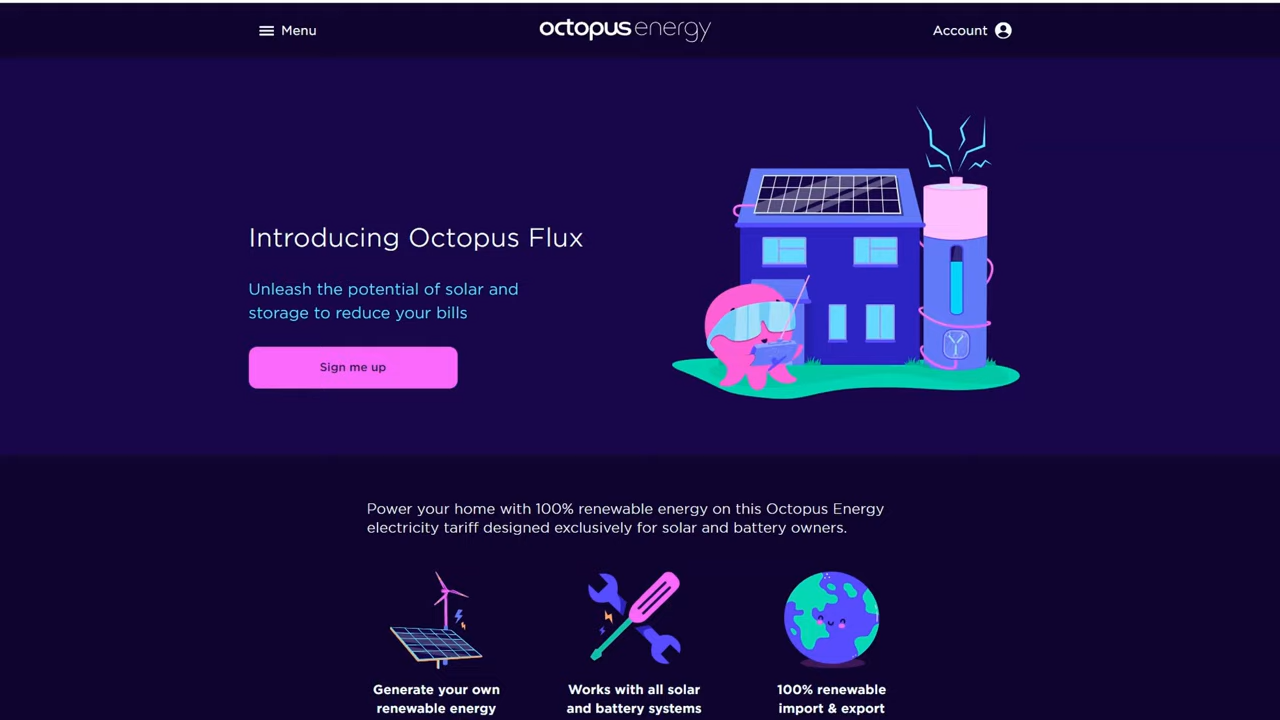 Menu
octopus energy
Account
Introducing Octopus Flux
Unleash the potential of solar and
storage to reduce your bills
Sign me up
Power your home with 100% renewable energy on this Octopus Energy
electricity tariff designed exclusively for solar and battery owners.
Generate your own
renewable energy
Works with all solar
and battery systems
100% renewable
import & export